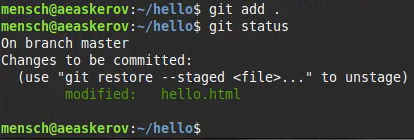 mensch@aeaskerov:~/hello$ git add .
mensch@aeaskerov:~/hello$ git status
On branch master
Changes to be committed:
  (use "git restore --staged <file>..." to unstage)
        modified:   hello.html

mensch@aeaskerov:~/hello$